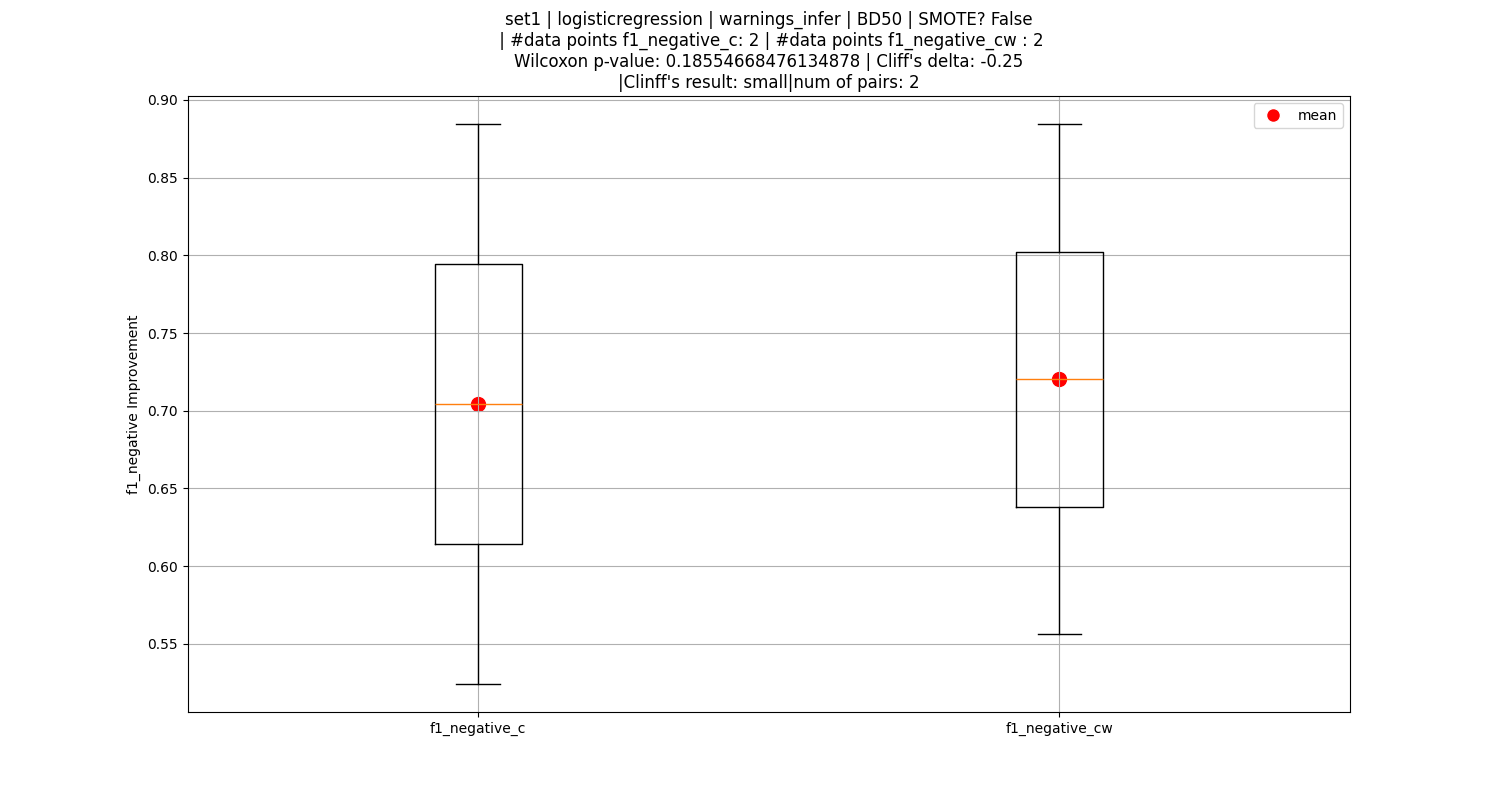 set1 | logisticregression | warnings_infer | BD50 | SMOTE? False
| #data points f1_negative_c: 2 | #data points f1_negative_cw : 2
Wilcoxon p-value: 0.18554668476134878 | Cliff's delta: -0.25
|Clinff's result: small|num of pairs: 2
mean
f1_negative Improvement
0.90
0.85
0.80
0.75
0.70
0.65
0.60
0.55
f1_negative_c
f1_negative_cw